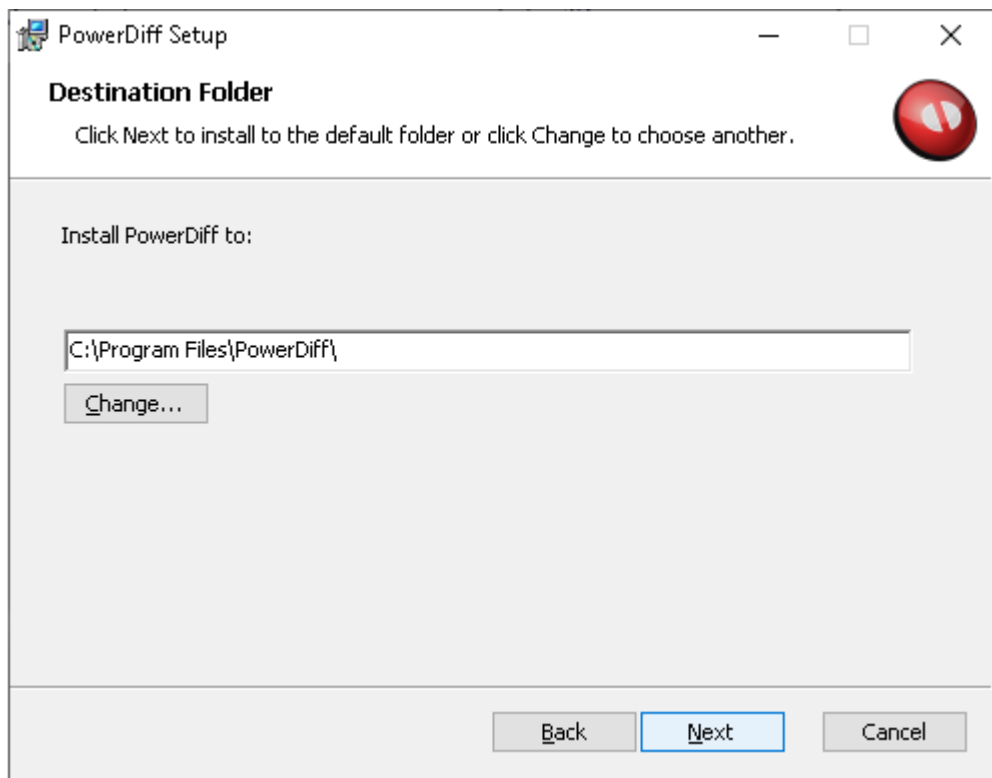 PowerDiff Setup
Destination Folder
Click Next to install to the default folder or click Change to choose another.
Install PowerDiff to:
C:\Program Files\PowerDiff\
Change...
Back Next Cancel